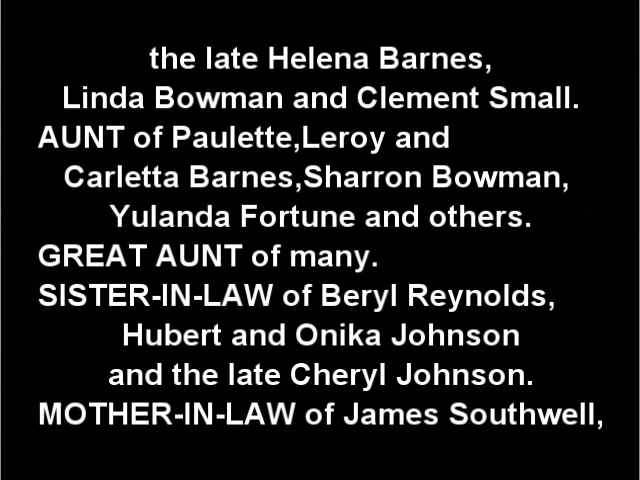 the late Helena Barnes,
Linda Bowman and Clement Small.
AUNT of Paulette,Leroy and
Carletta Barnes,Sharron Bowman,
Yulanda Fortune and others.
GREAT AUNT of many.
SISTER-IN-LAW of Beryl Reynolds,
Hubert and Onika Johnson
and the late Cheryl Johnson.
MOTHER-IN-LAW of James Southwell,